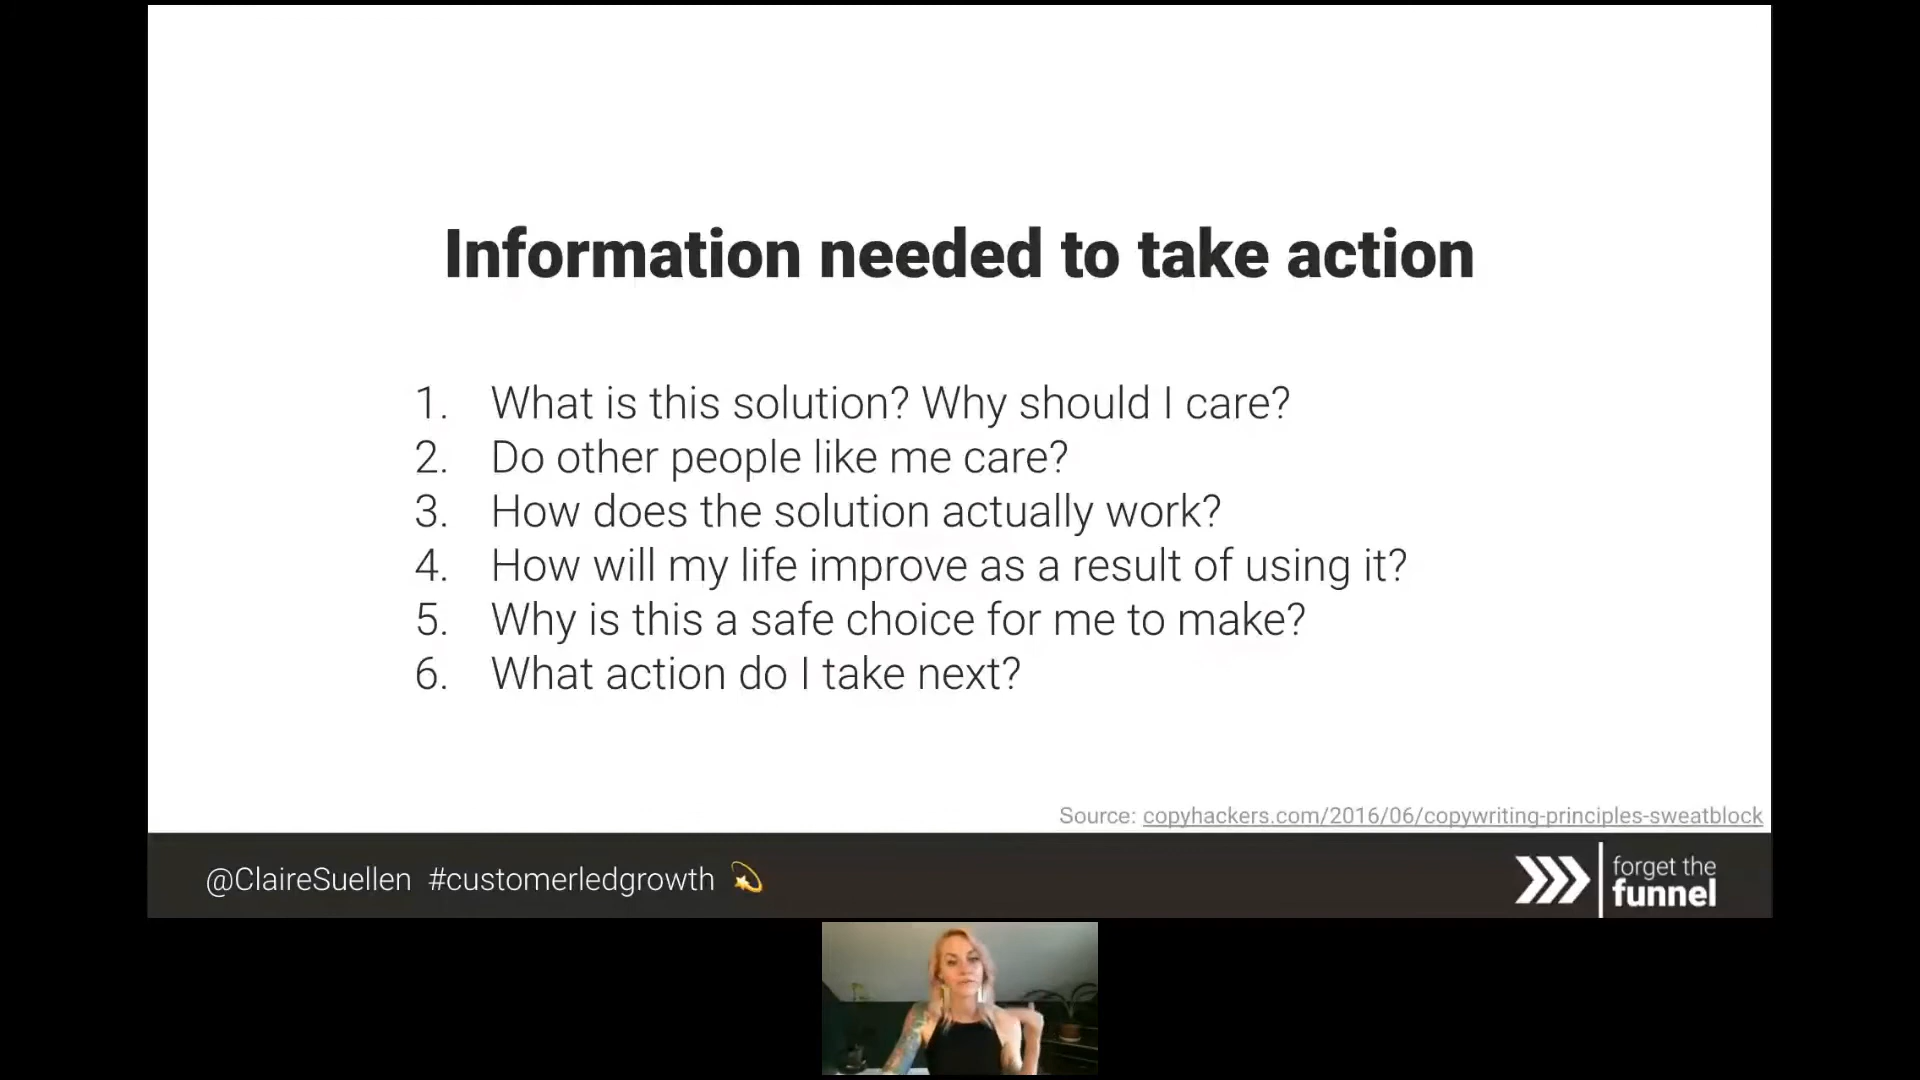 Information needed to take action
1. What is this solution? Why should I care?
2. Do other people like me care?
3. How does the solution actually work?
4. How will my life improve as a result of using it?
5. Why is this a safe choice for me to make?
6. What action do I take next?
Source: copyhackers.com/2016/06/copywriting-principles-sweatblock
@ClaireSuellen #customerledgrowth 💫
forget the
funnel